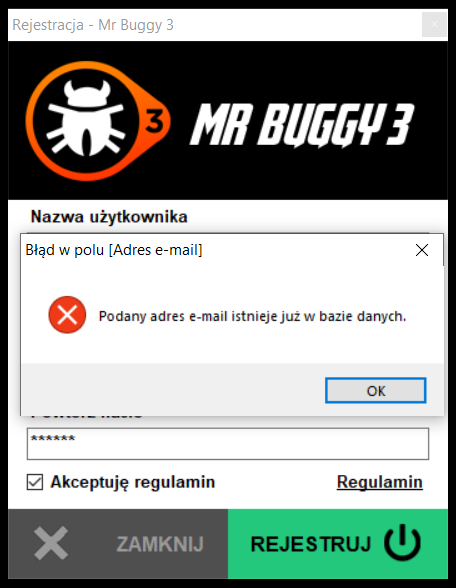 Rejestracja - Mr Buggy 3
3
MR BUGGY 3
Nazwa użytkownika
Błąd w polu [Adres e-mail]
Podany adres e-mail istnieje już w bazie danych.
OK
******
Akceptuję regulamin
Regulamin
ZAMKNIJ
REJESTRUJ